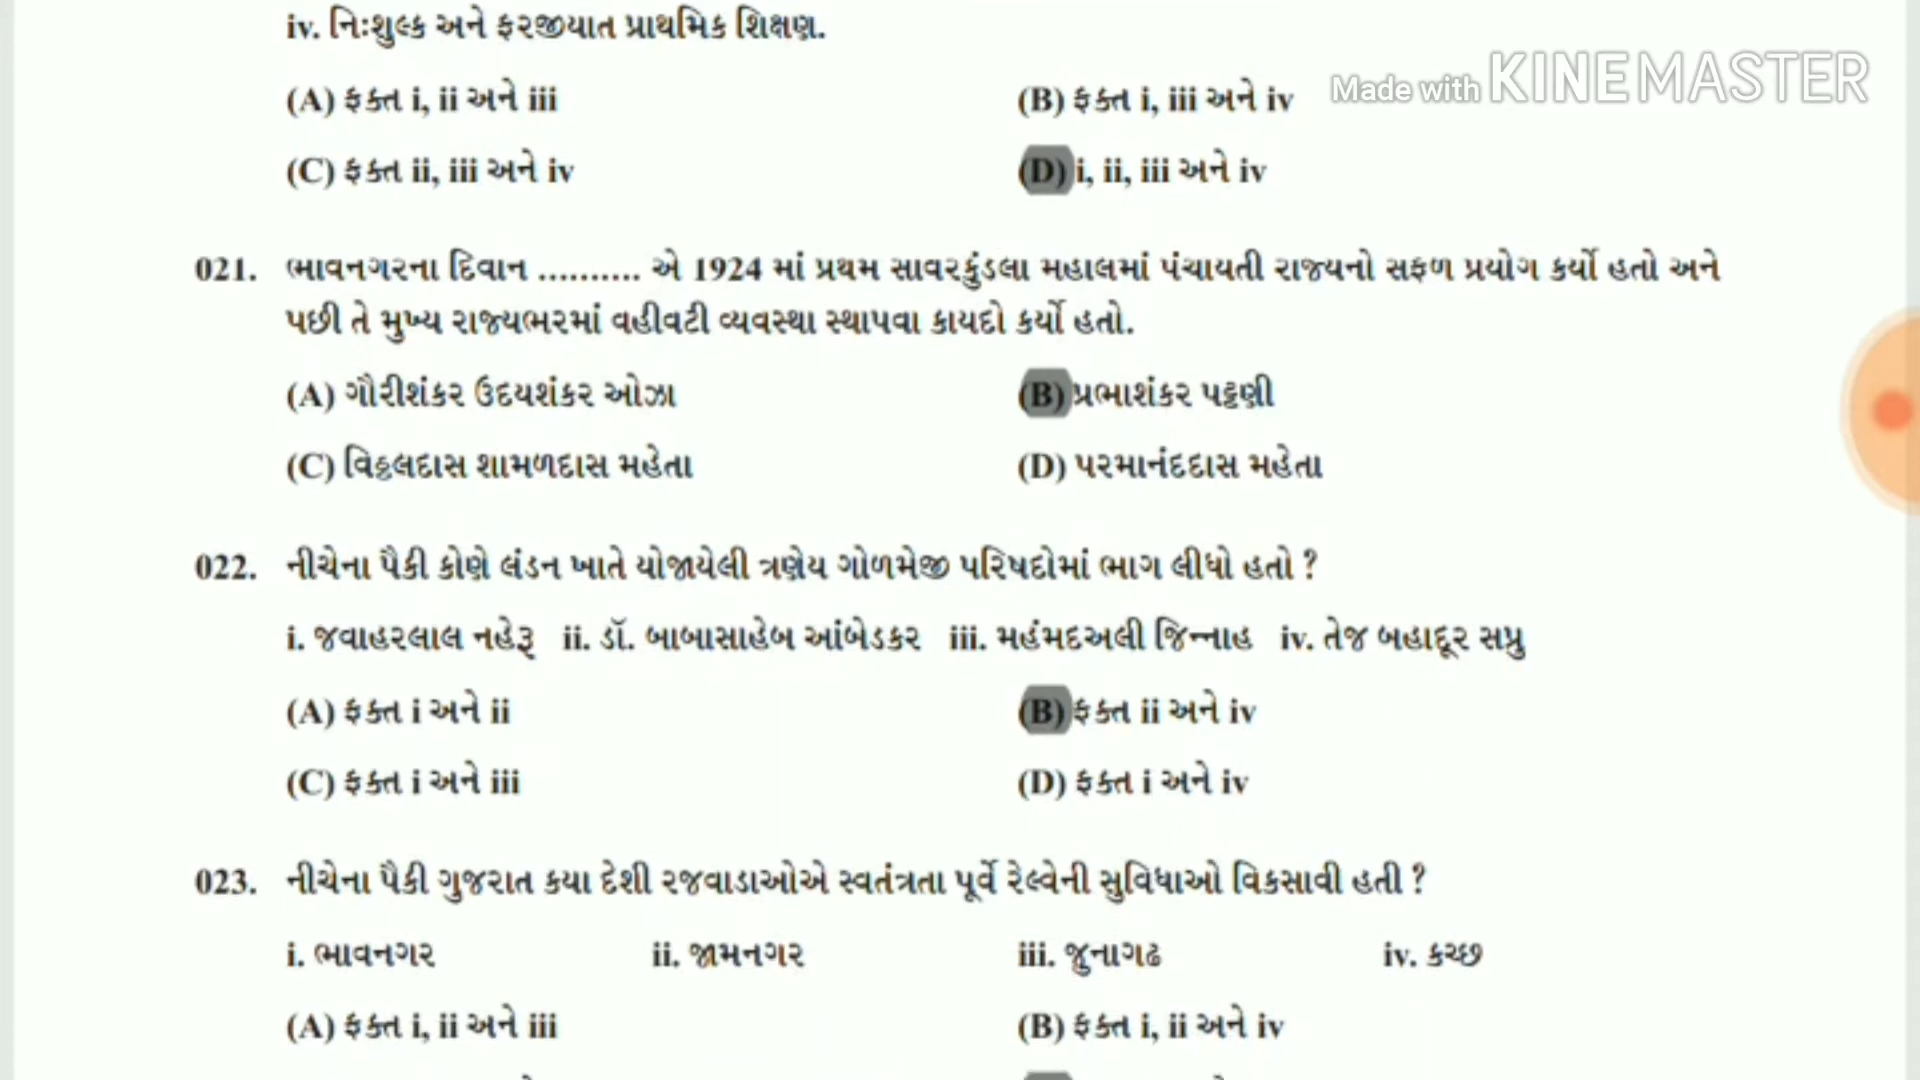 iv. નિઃશુલ્ક અને ફરજીયાત પ્રાથમિક શિક્ષણ.
Made with KINEMASTER
(A) ફક્ત i, ii અને iii (B) ફક્ત i, iii અને iv
(C) ફક્ત ii, iii અને iv (D) i, ii, iii અને iv
021. ભાવનગરના દિવાન .......... એ 1924 માં પ્રથમ સાવરકુંડલા મહાલમાં પંચાયતી રાજ્યનો સફળ પ્રયોગ કર્યો હતો અને
પછી તે મુખ્ય રાજ્યભરમાં વહીવટી વ્યવસ્થા સ્થાપવા કાયદો કર્યો હતો.
(A) ગૌરીશંકર ઉદયશંકર ઓઝા (B) પ્રભાશંકર પટ્ટણી
(C) વિઠ્ઠલદાસ શામળદાસ મહેતા (D) પરમાનંદદાસ મહેતા
022. નીચેના પૈકી કોણે લંડન ખાતે યોજાયેલી ત્રણેય ગોળમેજી પરિષદોમાં ભાગ લીધો હતો ?
i. જવાહરલાલ નહેરૂ ii. ડૉ. બાબાસાહેબ આંબેડકર iii. મહંમદઅલી જિન્નાહ iv. તેજ બહાદૂર સપ્રુ
(A) ફક્ત i અને ii (B) ફક્ત ii અને iv
(C) ફક્ત i અને iii (D) ફક્ત i અને iv
023. નીચેના પૈકી ગુજરાત કયા દેશી રજવાડાઓએ સ્વતંત્રતા પૂર્વે રેલ્વેની સુવિધાઓ વિકસાવી હતી ?
i. ભાવનગર ii. જામનગર iii. જુનાગઢ iv. કચ્છ
(A) ફક્ત i, ii અને iii (B) ફક્ત i, ii અને iv